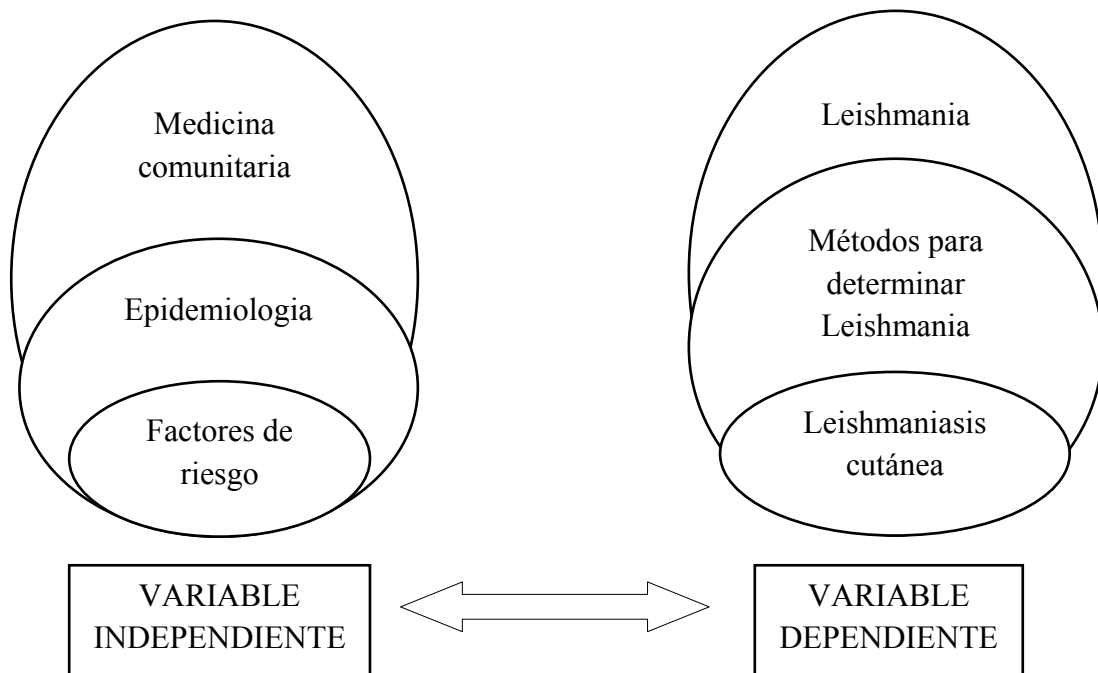 Medicina
comunitaria
Epidemiologia
Factores de
riesgo
VARIABLE
INDEPENDIENTE
Leishmania
Métodos para
determinar
Leishmania
Leishmaniasis
cutánea
VARIABLE
DEPENDIENTE